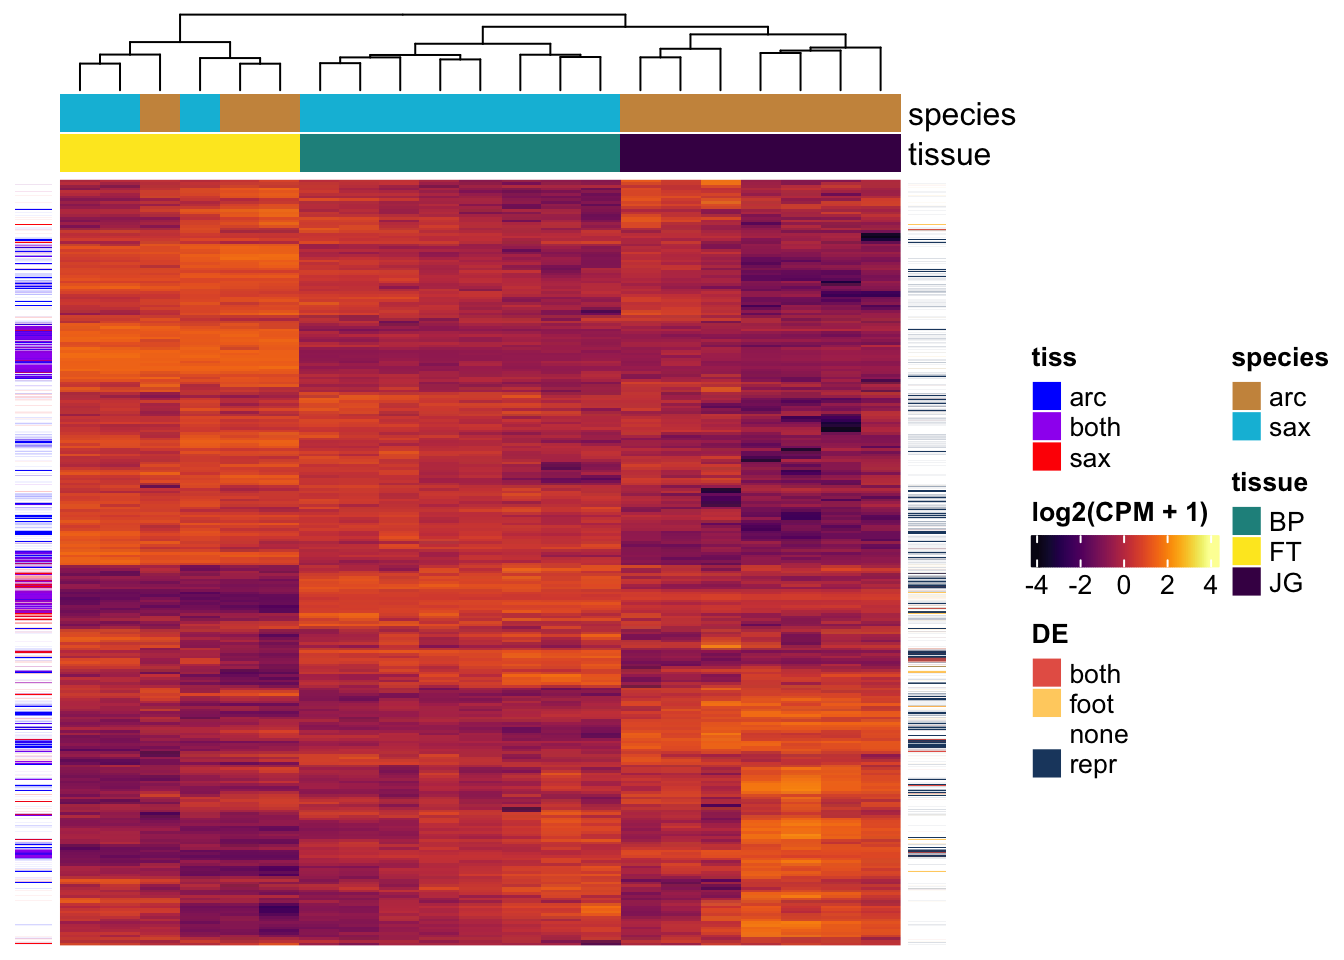 species
tissue
tiss
arc
both
sax
log2(CPM + 1)
-4 -2 0 2 4
DE
both
foot
none
repr
species
arc
sax
tissue
BP
FT
JG